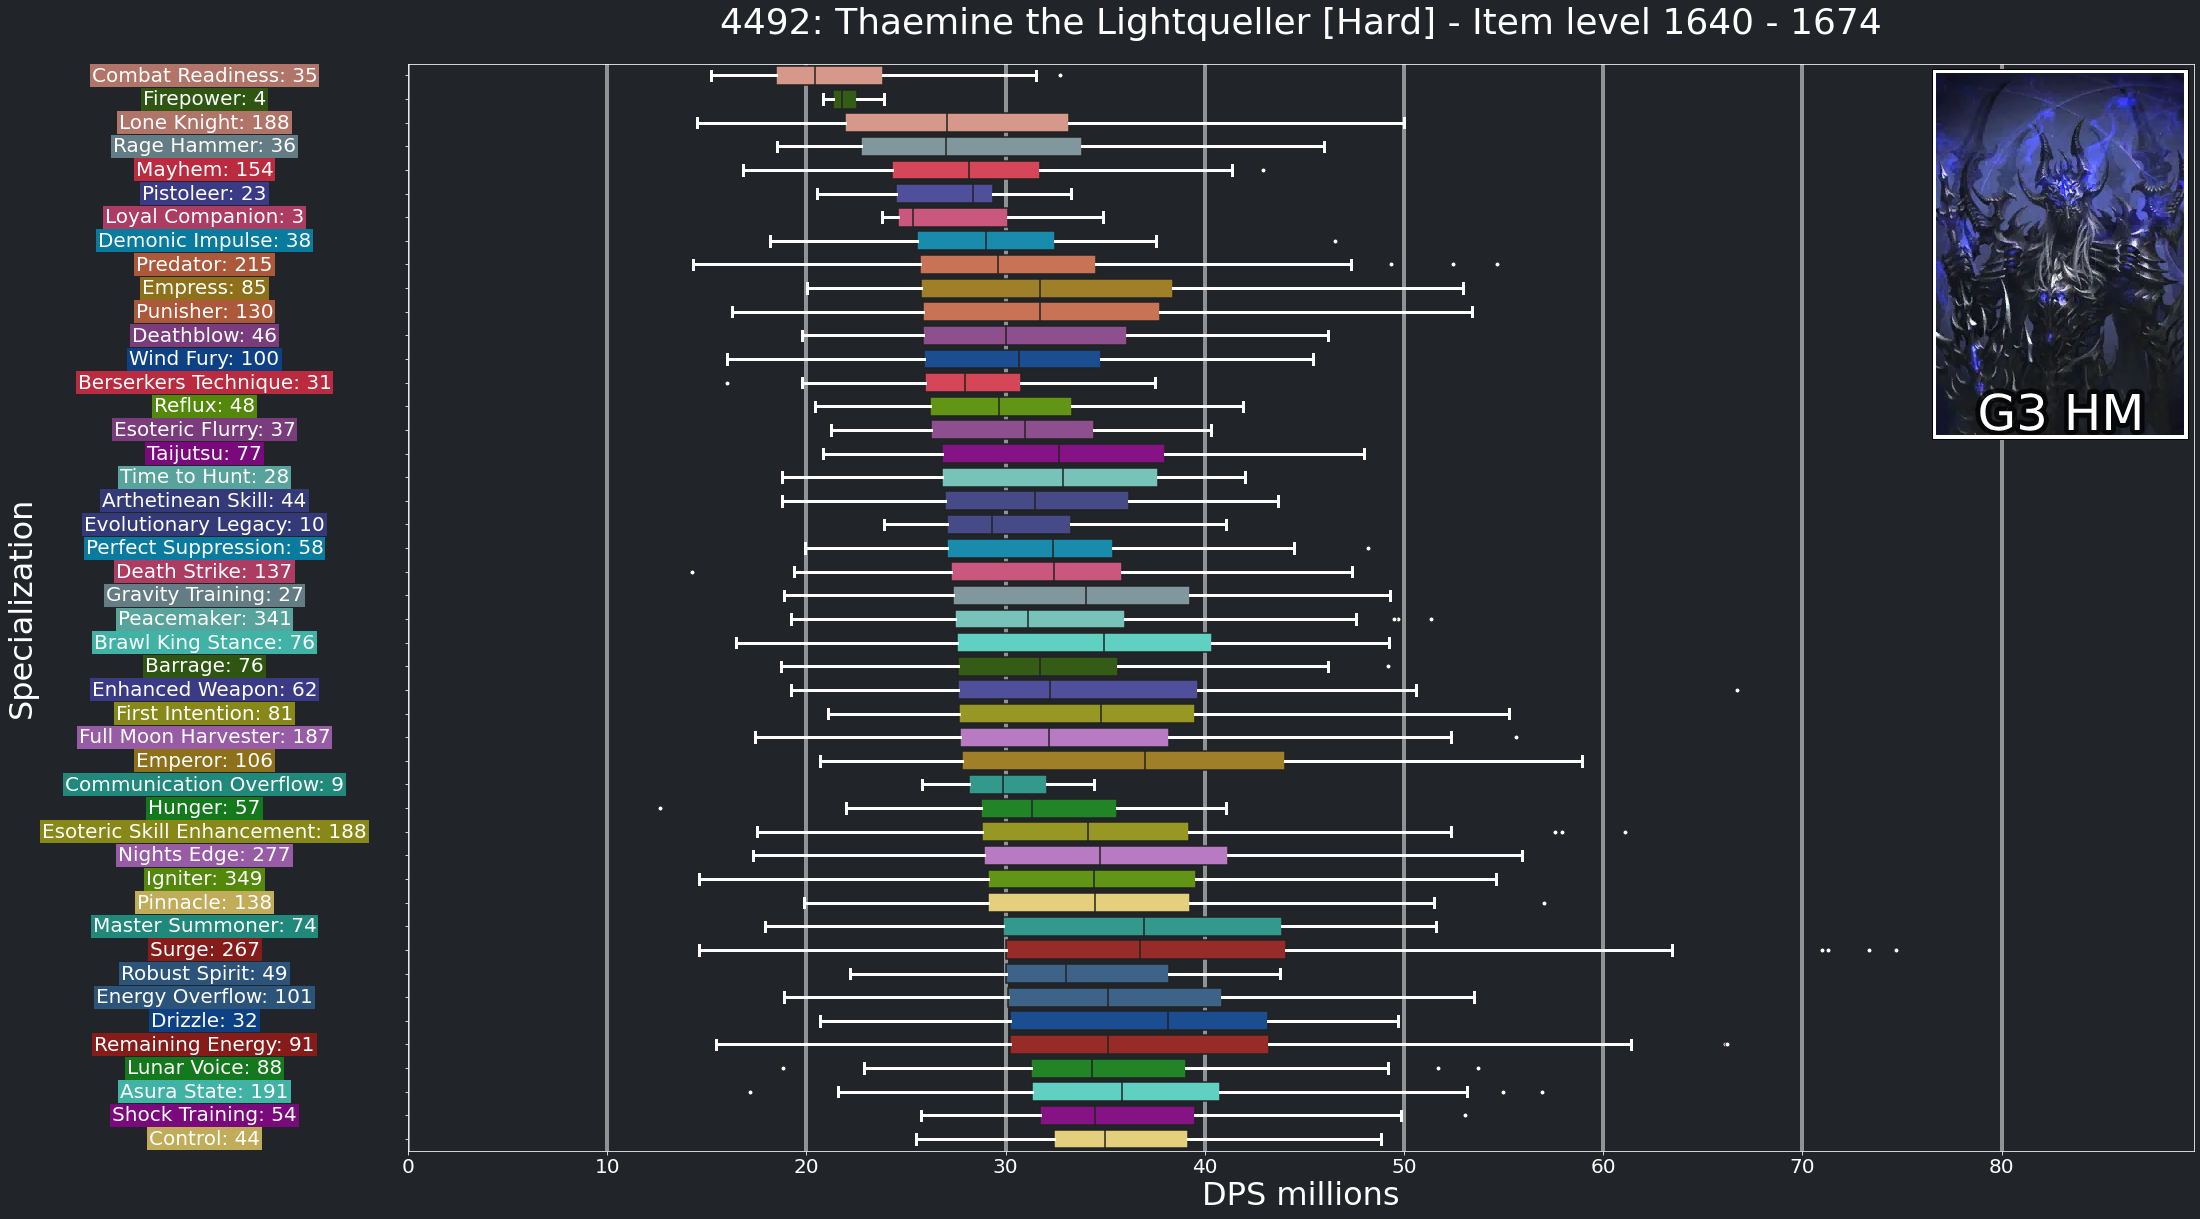 4492: Thaemine the Lightqueller [Hard] - Item level 1640 - 1674
Combat Readiness: 35
Firepower: 4
Lone Knight: 188
Rage Hammer: 36
Mayhem: 154
Pistoleer: 23
Loyal Companion: 3
Demonic Impulse: 38
Predator: 215
Empress: 85
Punisher: 130
Deathblow: 46
Wind Fury: 100
Berserkers Technique: 31
Reflux: 48
Esoteric Flurry: 37
Taijutsu: 77
Time to Hunt: 28
Arthetinean Skill: 44
Evolutionary Legacy: 10
Perfect Suppression: 58
Death Strike: 137
Gravity Training: 27
Peacemaker: 341
Brawl King Stance: 76
Barrage: 76
Enhanced Weapon: 62
First Intention: 81
Full Moon Harvester: 187
Emperor: 106
Communication Overflow: 9
Hunger: 57
Esoteric Skill Enhancement: 188
Nights Edge: 277
Igniter: 349
Pinnacle: 138
Master Summoner: 74
Surge: 267
Robust Spirit: 49
Energy Overflow: 101
Drizzle: 32
Remaining Energy: 91
Lunar Voice: 88
Asura State: 191
Shock Training: 54
Control: 44
Specialization
G3 HM
0 10 20 30 40 50 60 70 80
DPS millions